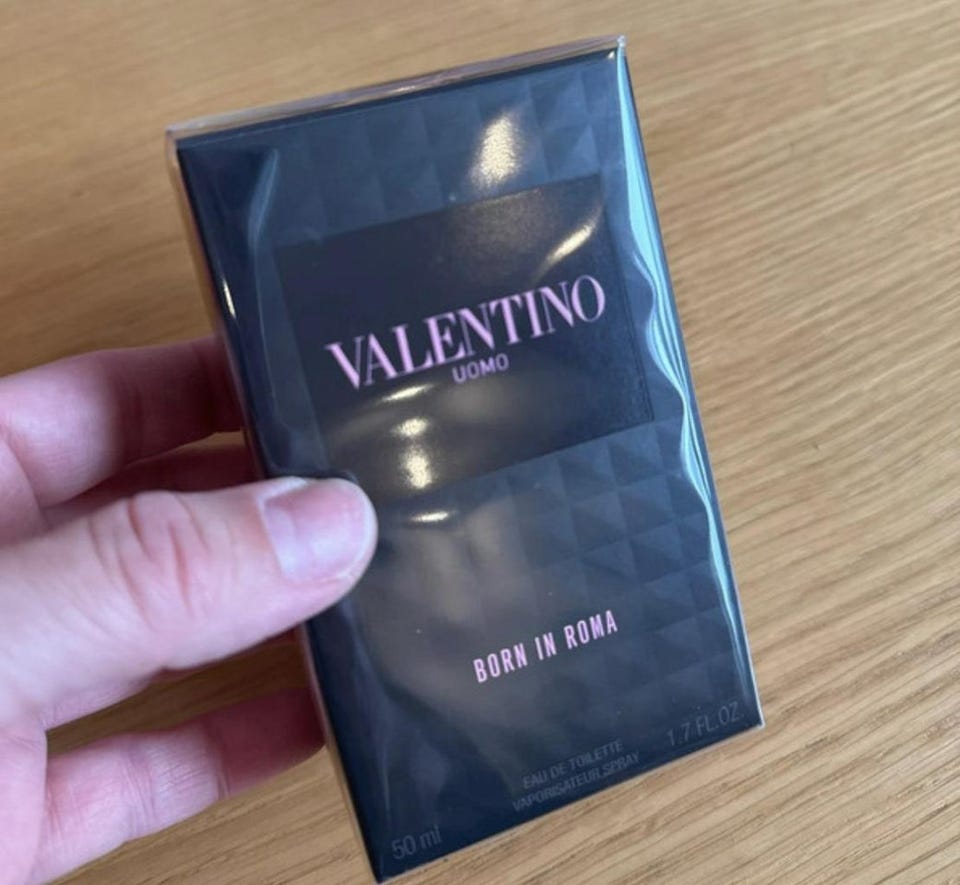 VALENTINO
UOMO
BORN IN ROMA
EAU DE TOILETTE
VAPORISATEUR SPRAY
50 ml
1.7 FL.OZ.